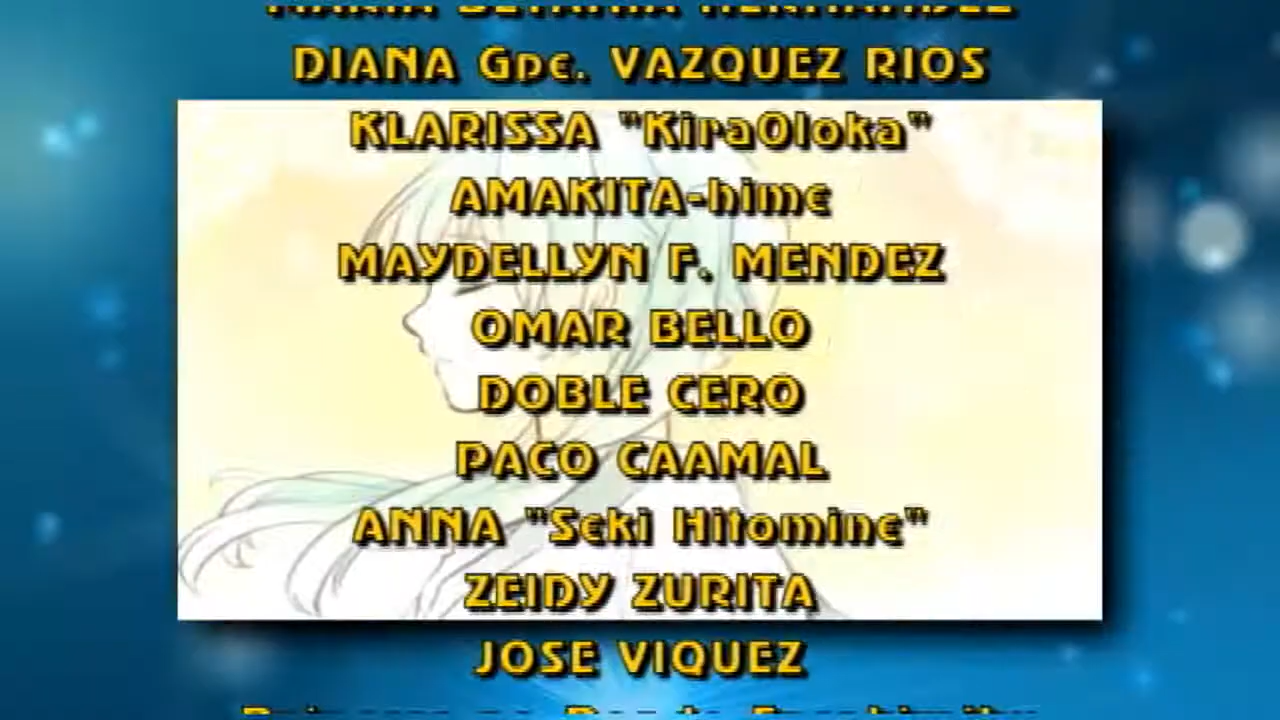 DIANA Gpe. VAZQUEZ RIOS
KLARISSA "KiraOloka"
AMAKITA-hime
MAYDELLYN F. MENDEZ
OMAR BELLO
DOBLE CERO
PACO CAAMAL
ANNA "Seki Hitomine"
ZEIDY ZURITA
JOSE VIQUEZ